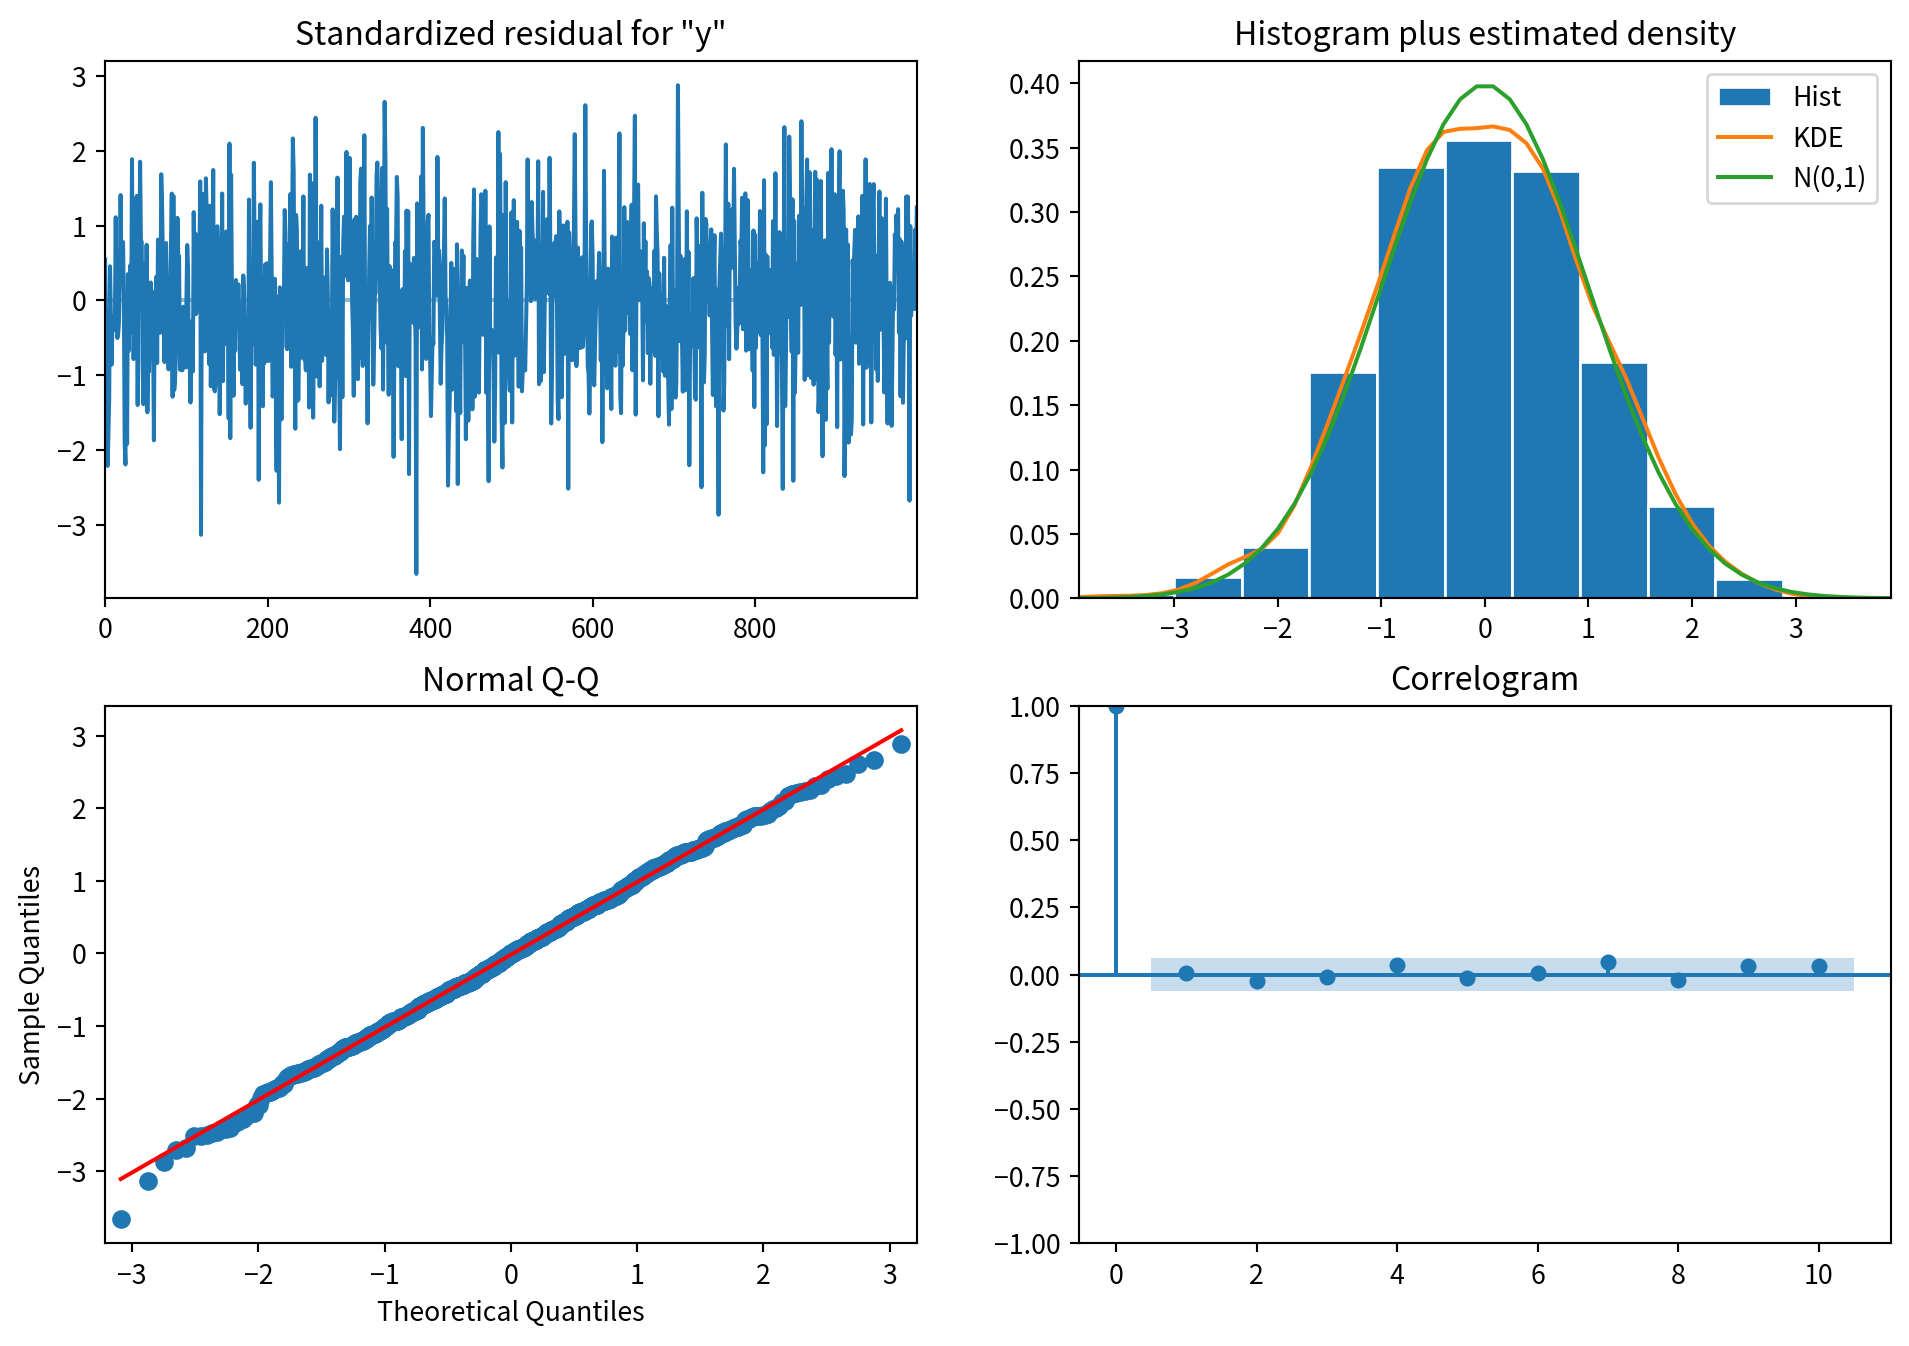 Standardized residual for "y"
3
2
1
0
−1
−2
−3
0 200 400 600 800
Histogram plus estimated density
0.40
0.35
0.30
0.25
0.20
0.15
0.10
0.05
0.00
−3 −2 −1 0 1 2 3
Hist
KDE
N(0,1)
Normal Q-Q
Sample Quantiles
3
2
1
0
−1
−2
−3
−3 −2 −1 0 1 2 3
Theoretical Quantiles
Correlogram
1.00
0.75
0.50
0.25
0.00
−0.25
−0.50
−0.75
−1.00
0 2 4 6 8 10